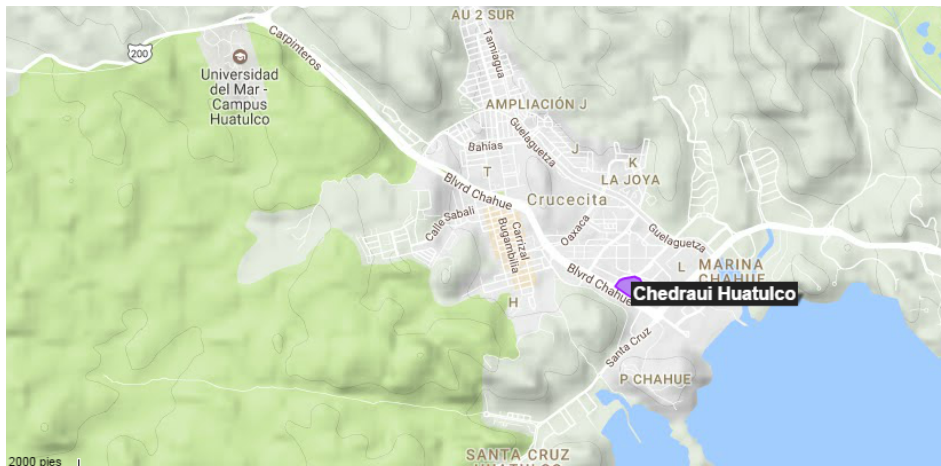 AU 2 SUR
Tamiagua
Carpinteros
200
Universidad
del Mar -
Campus
Huatulco
AMPLIACIÓN J
Guelaguetza
Bahías
J
K
T
LA JOYA
Blvrd Chahue
Crucecita
Calle Sabali
Carrizal
Bugambilia
Oaxaca
Guelaguetza
L
MARINA
CHAHUE
Blvrd Chahue
Chedraui Huatulco
H
Santa Cruz
P CHAHUE
SANTA CRUZ
HUATULCO
2000 pies